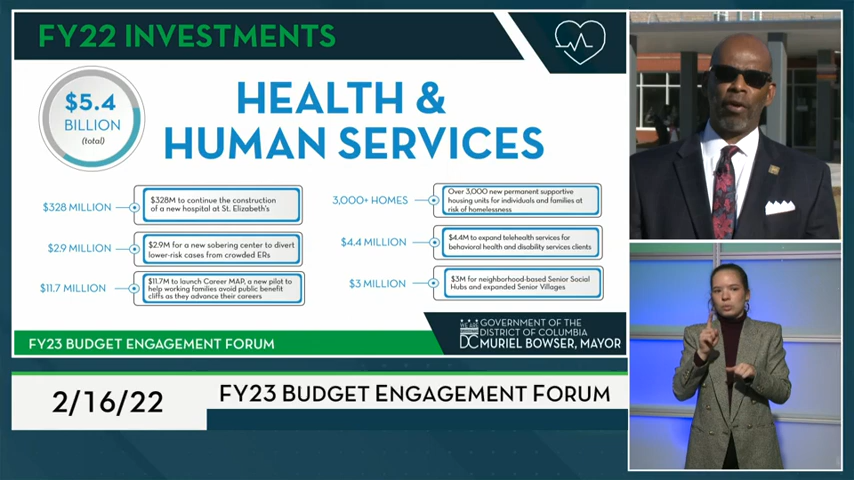 FY22 INVESTMENTS
$5.4
BILLION
(total)
HEALTH &
HUMAN SERVICES
$328 MILLION
$328M to continue the construction
of a new hospital at St. Elizabeth's
$2.9 MILLION
$2.9M for a new sobering center to divert
lower-risk cases from crowded ERs
$11.7 MILLION
$11.7M to launch Career MAP, a new pilot to
help working families avoid public benefit
cliffs as they advance their careers
3,000+ HOMES
Over 3,000 new permanent supportive
housing units for individuals and families at
risk of homelessness
$4.4 MILLION
$4.4M to expand telehealth services for
behavioral health and disability services clients
$3 MILLION
$3M for neighborhood-based Senior Social
Hubs and expanded Senior Villages
FY23 BUDGET ENGAGEMENT FORUM
WE ARE
DC
GOVERNMENT OF THE
DISTRICT OF COLUMBIA
MURIEL BOWSER, MAYOR
2/16/22
FY23 BUDGET ENGAGEMENT FORUM